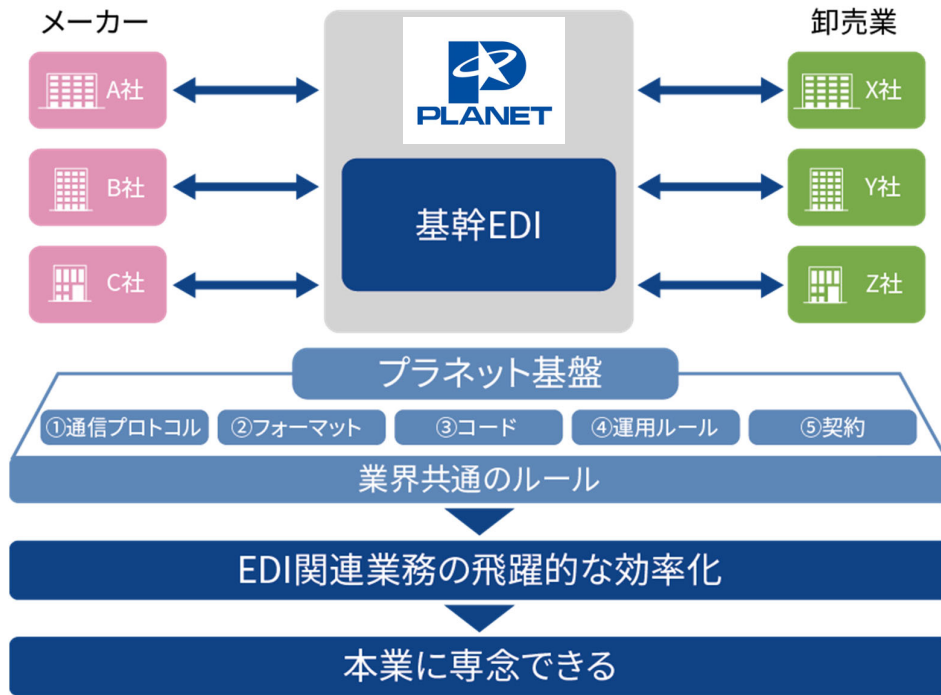 メーカー
卸売業
A社
B社
C社
PLANET
基幹EDI
X社
Y社
Z社
プラネット基盤
①通信プロトコル
②フォーマット
③コード
④運用ルール
⑤契約
業界共通のルール
EDI関連業務の飛躍的な効率化
本業に専念できる